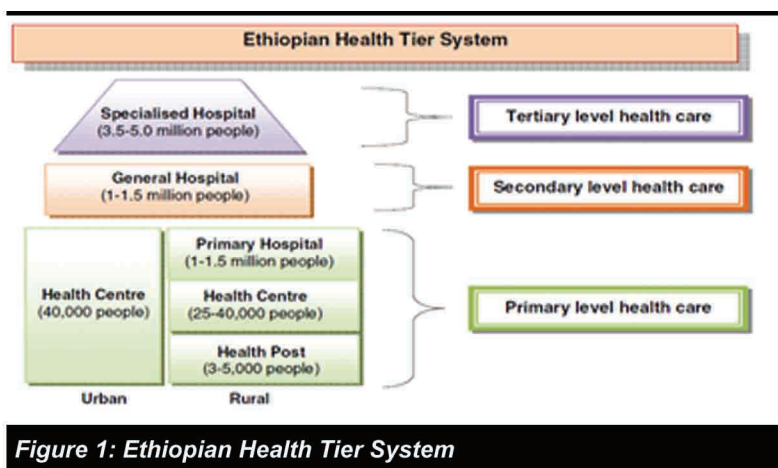 Ethiopian Health Tier System
Specialised Hospital
(3.5-5.0 million people)
Tertiary level health care
General Hospital
(1-1.5 million people)
Secondary level health care
Health Centre
(40,000 people)
Primary Hospital
(1-1.5 million people)
Health Centre
(25-40,000 people)
Health Post
(3-5,000 people)
Primary level health care
Urban
Rural
Figure 1: Ethiopian Health Tier System